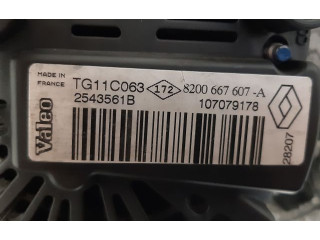 MADE IN
FRANCE
Valeo
TG11C063 172 8200 667 607-A
2543561B 107079178
28207